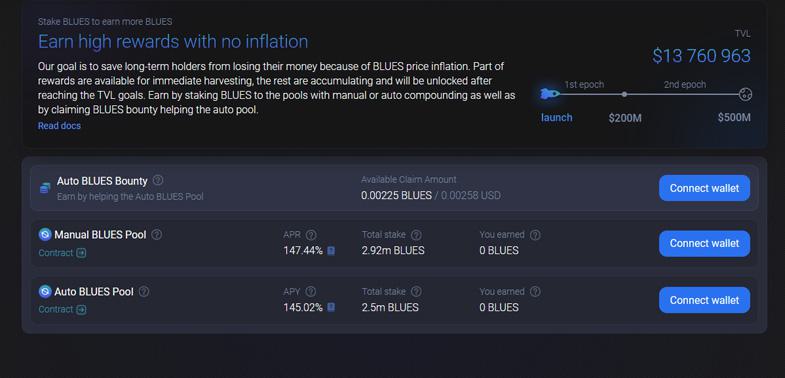 Stake BLUES to earn more BLUES
Earn high rewards with no inflation
Our goal is to save long-term holders from losing their money because of BLUES price inflation. Part of
rewards are available for immediate harvesting, the rest are accumulating and will be unlocked after
reaching the TVL goals. Earn by staking BLUES to the pools with manual or auto compounding as well as
by claiming BLUES bounty helping the auto pool.
Read docs
TVL
$13 760 963
1st epoch
2nd epoch
launch
$200M
$500M
Auto BLUES Bounty ?
Earn by helping the Auto BLUES Pool
Available Claim Amount
0.00225 BLUES / 0.00258 USD
Connect wallet
Manual BLUES Pool ?
Contract
APR ?
147.44%
Total stake ?
2.92m BLUES
You earned ?
0 BLUES
Connect wallet
Auto BLUES Pool ?
Contract
APY ?
145.02%
Total stake ?
2.5m BLUES
You earned ?
0 BLUES
Connect wallet